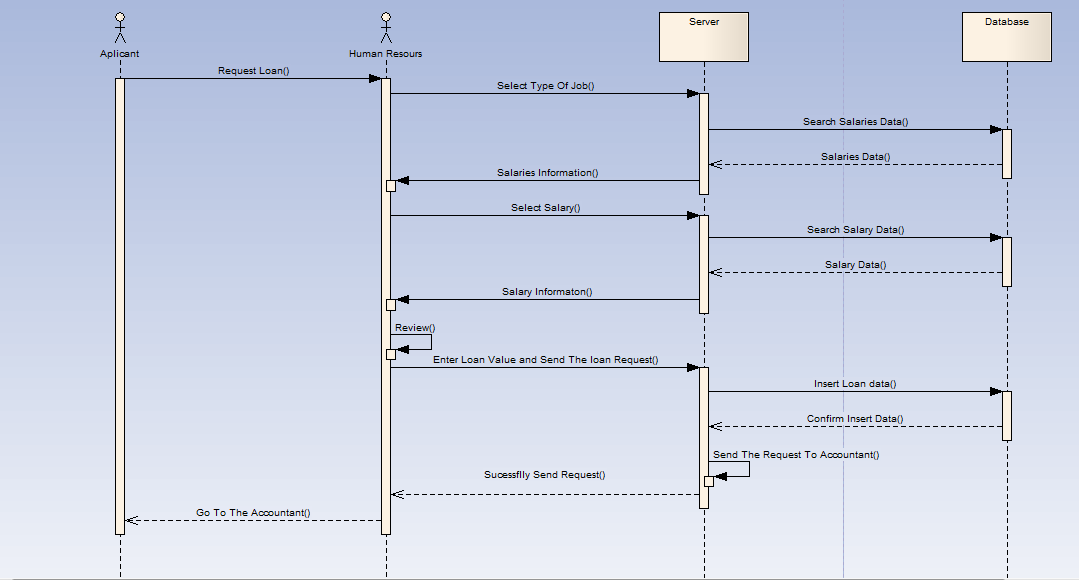 Server
Database
Aplicant
Human Resours
Request Loan()
Select Type Of Job()
Search Salaries Data()
Salaries Data()
Salaries Information()
Select Salary()
Search Salary Data()
Salary Data()
Salary Informaton()
Review()
Enter Loan Value and Send The loan Request()
Insert Loan data()
Confirm Insert Data()
Send The Request To Accountant()
Sucessflly Send Request()
Go To The Accountant()